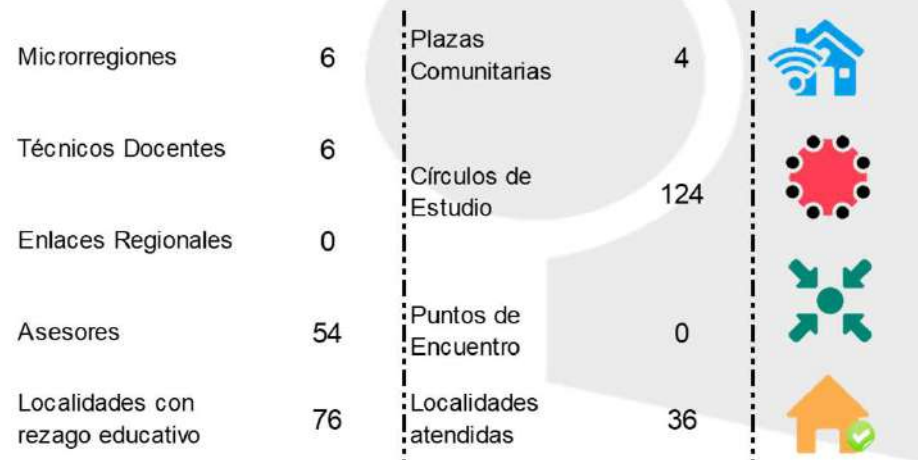 Microrregiones 6
Técnicos Docentes 6
Enlaces Regionales 0
Asesores 54
Localidades con
rezago educativo 76
Plazas
Comunitarias 4
Círculos de
Estudio 124
Puntos de
Encuentro 0
Localidades
atendidas 36